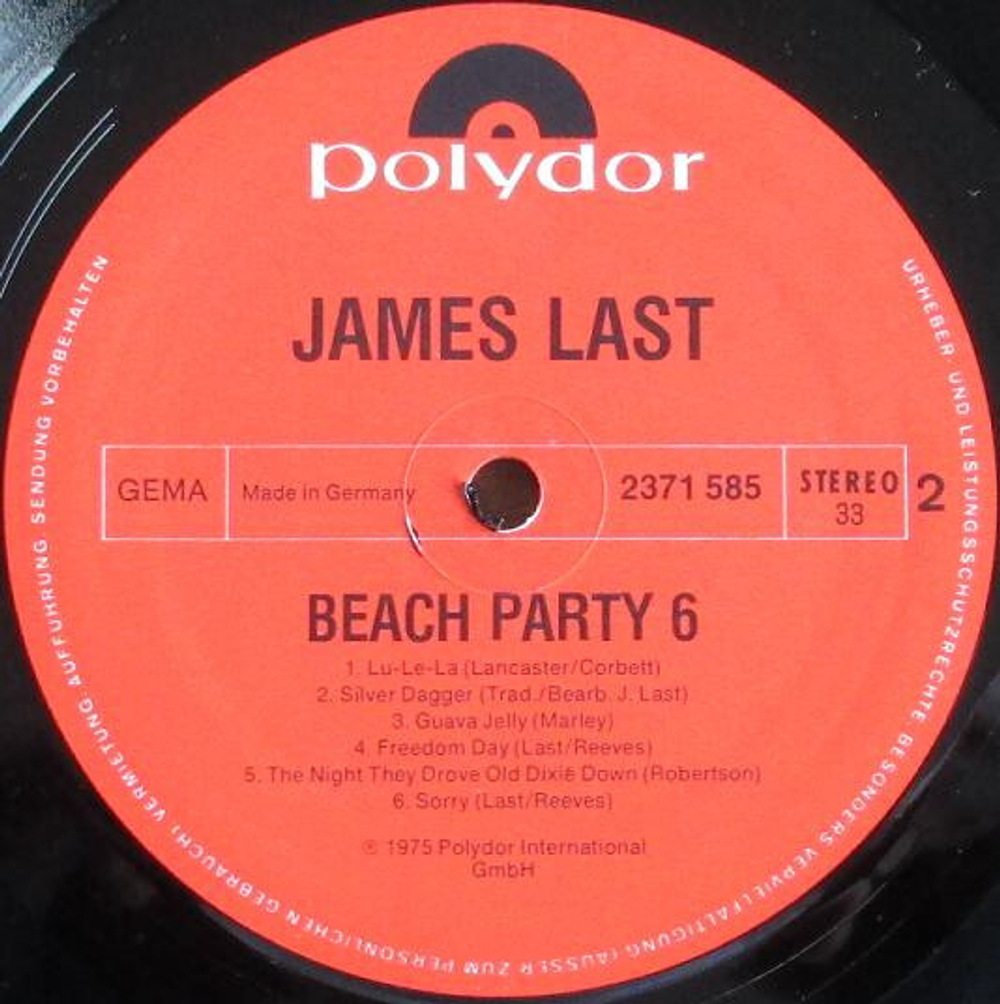 polydor
JAMES LAST
GEMA
Made in Germany
2371 585
STEREO
33
2
BEACH PARTY 6
1. Lu-Le-La (Lancaster/Corbett)
2. Silver Dagger (Trad./Bearb. J. Last)
3. Guava Jelly (Marley)
4. Freedom Day (Last/Reeves)
5. The Night They Drove Old Dixie Down (Robertson)
6. Sorry (Last/Reeves)
℗ 1975 Polydor International
GmbH
URHEBER- UND LEISTUNGSSCHUTZRECHTE, BESONDERS VERVIELFÄLTIGUNG (AUSSER ZUM PERSÖNLICHEN GEBRAUCH), VERMIETUNG, AUFFÜHRUNG, SENDUNG VORBEHALTEN